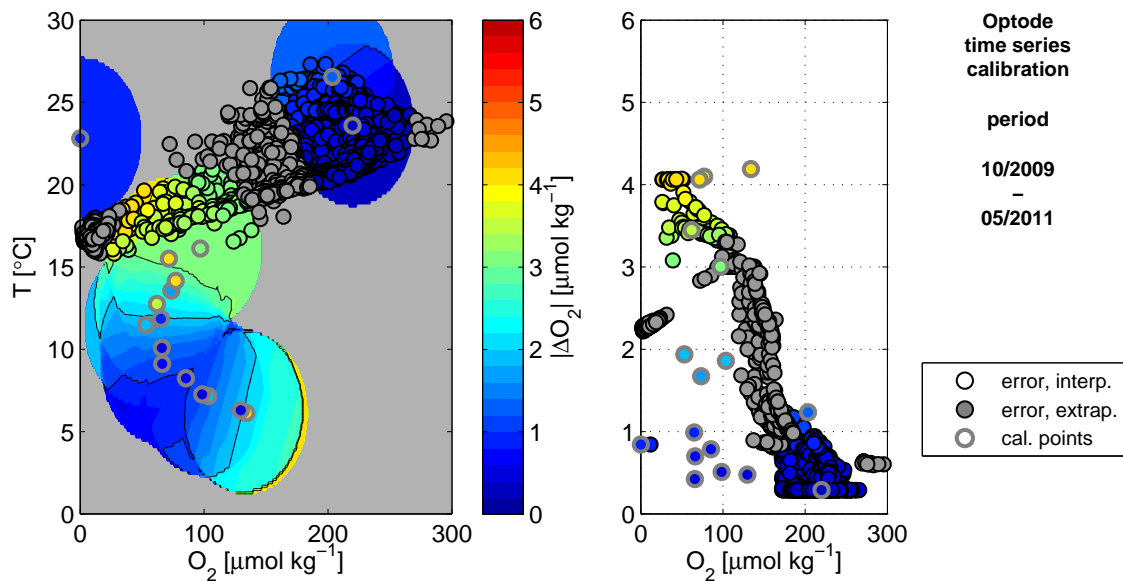 30
25
20
15
10
5
0
T [°C]
0
100
200
300
O₂ [μmol kg⁻¹]
6
5
4
3
2
1
0
|ΔO₂| [μmol kg⁻¹]
6
5
4
3
2
1
0
0
100
200
300
O₂ [μmol kg⁻¹]
Optode
time series
calibration
period
10/2009
–
05/2011
error, interp.
error, extrap.
cal. points